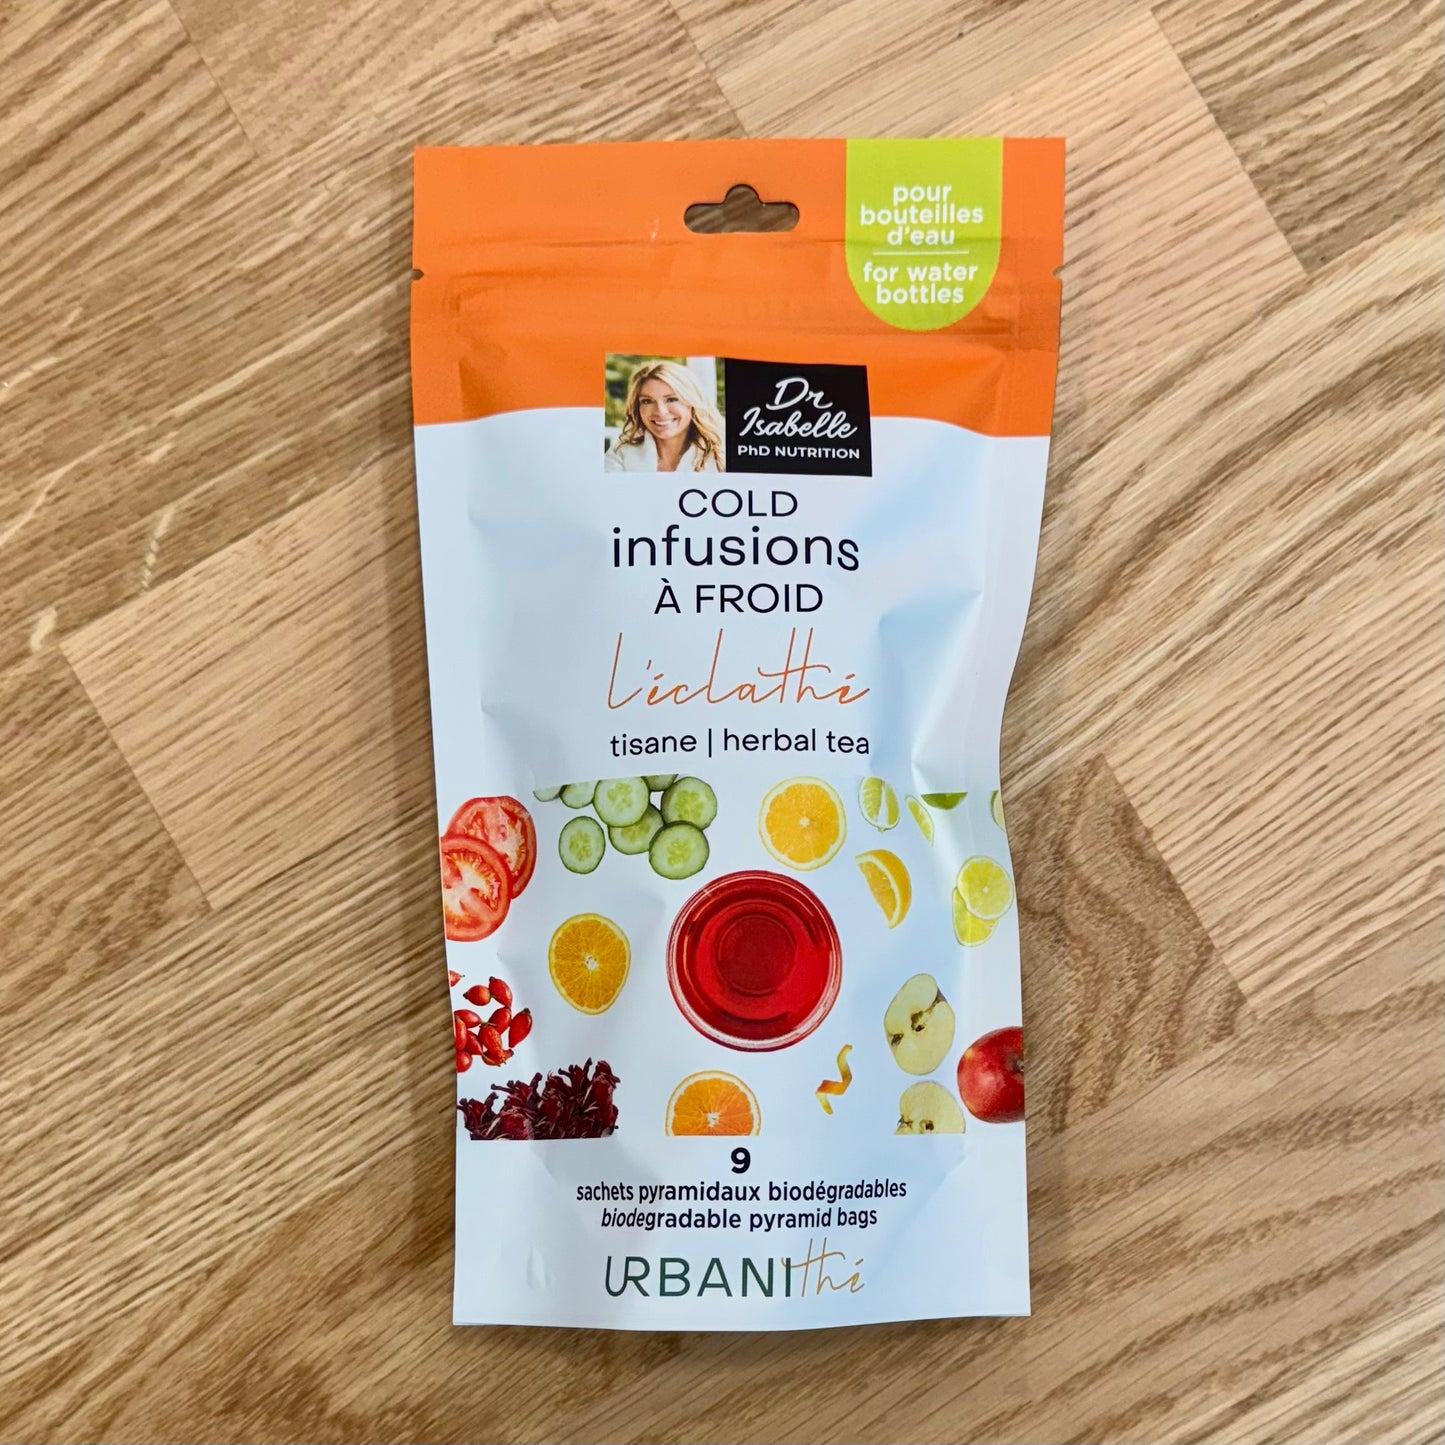 pour
bouteilles
d'eau
for water
bottles
Dr
Isabelle
PhD NUTRITION
COLD
infusions
À FROID
l'éclathé
tisane | herbal tea
9
sachets pyramidaux biodégradables
biodegradable pyramid bags
URBANIthé